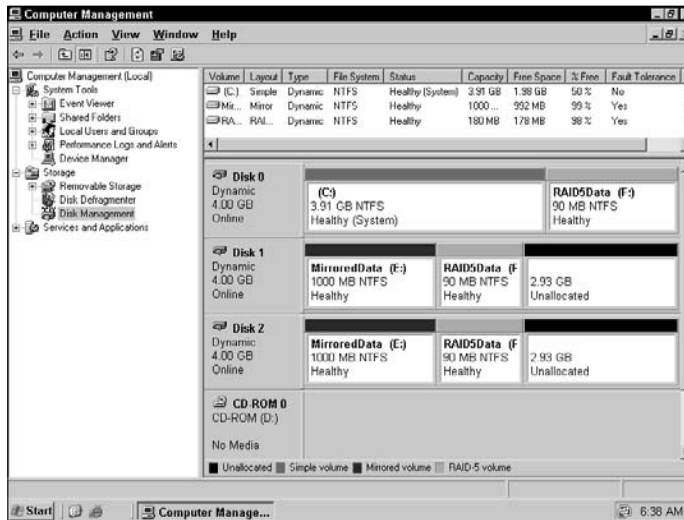 Computer Management
File Action View Window Help
Computer Management (Local)
System Tools
Event Viewer
Shared Folders
Local Users and Groups
Performance Logs and Alerts
Device Manager
Storage
Removable Storage
Disk Defragmenter
Disk Management
Services and Applications
Volume Layout Type File System Status Capacity Free Space % Free Fault Tolerance
(C:) Simple Dynamic NTFS Healthy (System) 3.91 GB 1.98 GB 50 % No
Mir... Mirror Dynamic NTFS Healthy 1000 ... 992 MB 99 % Yes
RA... RAI... Dynamic NTFS Healthy 180 MB 178 MB 98 % Yes
Disk 0
Dynamic
4.00 GB
Online
(C:)
3.91 GB NTFS
Healthy (System)
RAID5Data (F:)
90 MB NTFS
Healthy
Disk 1
Dynamic
4.00 GB
Online
MirroredData (E:)
1000 MB NTFS
Healthy
RAID5Data (F
90 MB NTFS
Healthy
2.93 GB
Unallocated
Disk 2
Dynamic
4.00 GB
Online
MirroredData (E:)
1000 MB NTFS
Healthy
RAID5Data (F
90 MB NTFS
Healthy
2.93 GB
Unallocated
CD-ROM 0
CD-ROM (D:)
No Media
Unallocated Simple volume Mirrored volume RAID-5 volume
Start Computer Manage... 6:38 AM